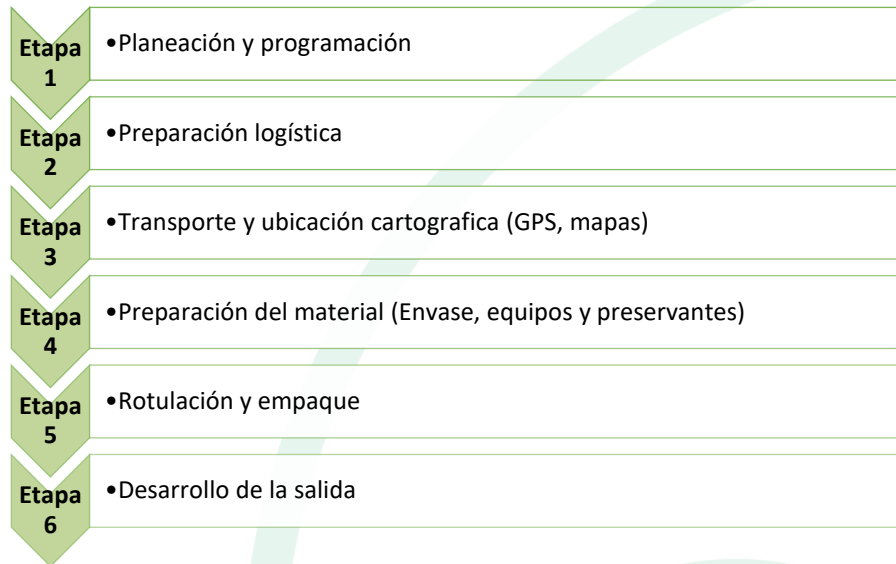 Etapa
1
•Planeación y programación
Etapa
2
•Preparación logística
Etapa
3
•Transporte y ubicación cartografica (GPS, mapas)
Etapa
4
•Preparación del material (Envase, equipos y preservantes)
Etapa
5
•Rotulación y empaque
Etapa
6
•Desarrollo de la salida